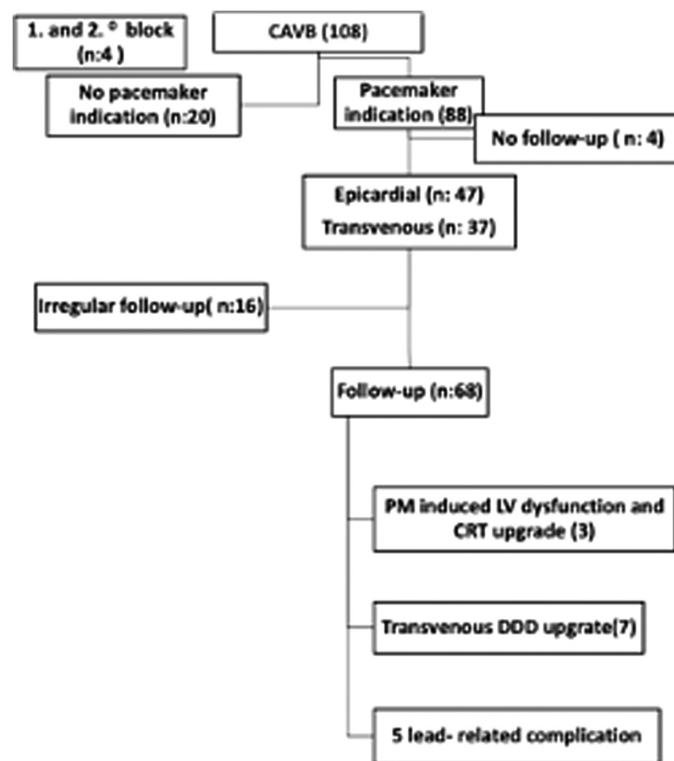 1. and 2. ° block
(n:4 )
CAVB (108)
No pacemaker
indication (n:20)
Pacemaker
indication (88)
No follow-up ( n: 4)
Epicardial (n: 47)
Transvenous (n: 37)
Irregular follow-up( n:16)
Follow-up (n:68)
PM induced LV dysfunction and
CRT upgrade (3)
Transvenous DDD upgrate(7)
5 lead- related complication